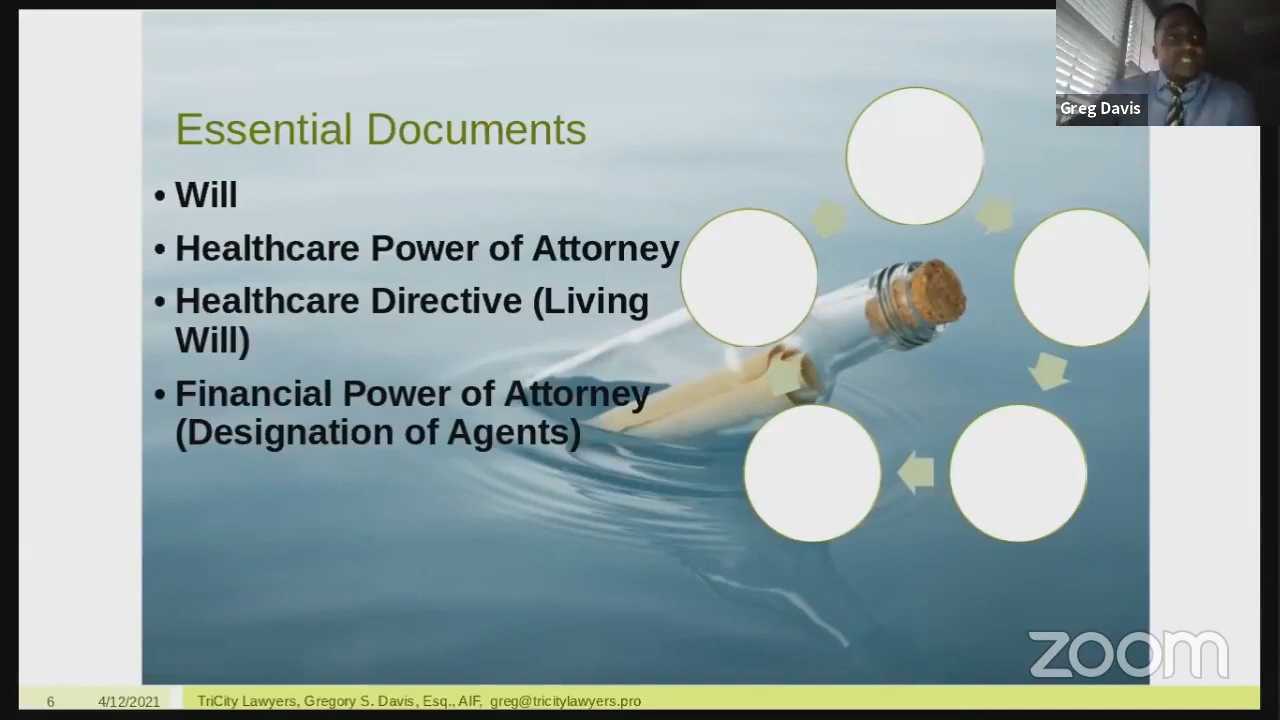 Greg Davis
Essential Documents
• Will
• Healthcare Power of Attorney
• Healthcare Directive (Living
Will)
• Financial Power of Attorney
(Designation of Agents)
zoom
6 4/12/2021 TriCity Lawyers, Gregory S. Davis, Esq., AIF, greg@tricitylawyers.pro